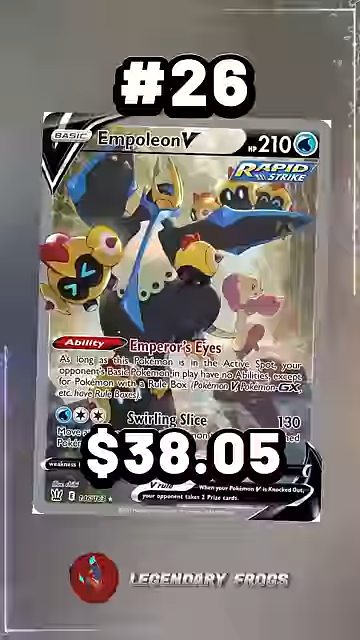 #26
BASIC Empoleon V HP 210
RAPID STRIKE
Ability Emperor's Eyes
As long as this Pokémon is in the Active Spot, your
opponent's Basic Pokémon in play have no Abilities, except
for Pokémon with a Rule Box (Pokémon V, Pokémon-GX,
etc. have Rule Boxes).
Swirling Slice 130
$38.05
weakness
V rule When your Pokémon V is Knocked Out,
your opponent takes 2 Prize cards.
E 146/163
LEGENDARY FROGS